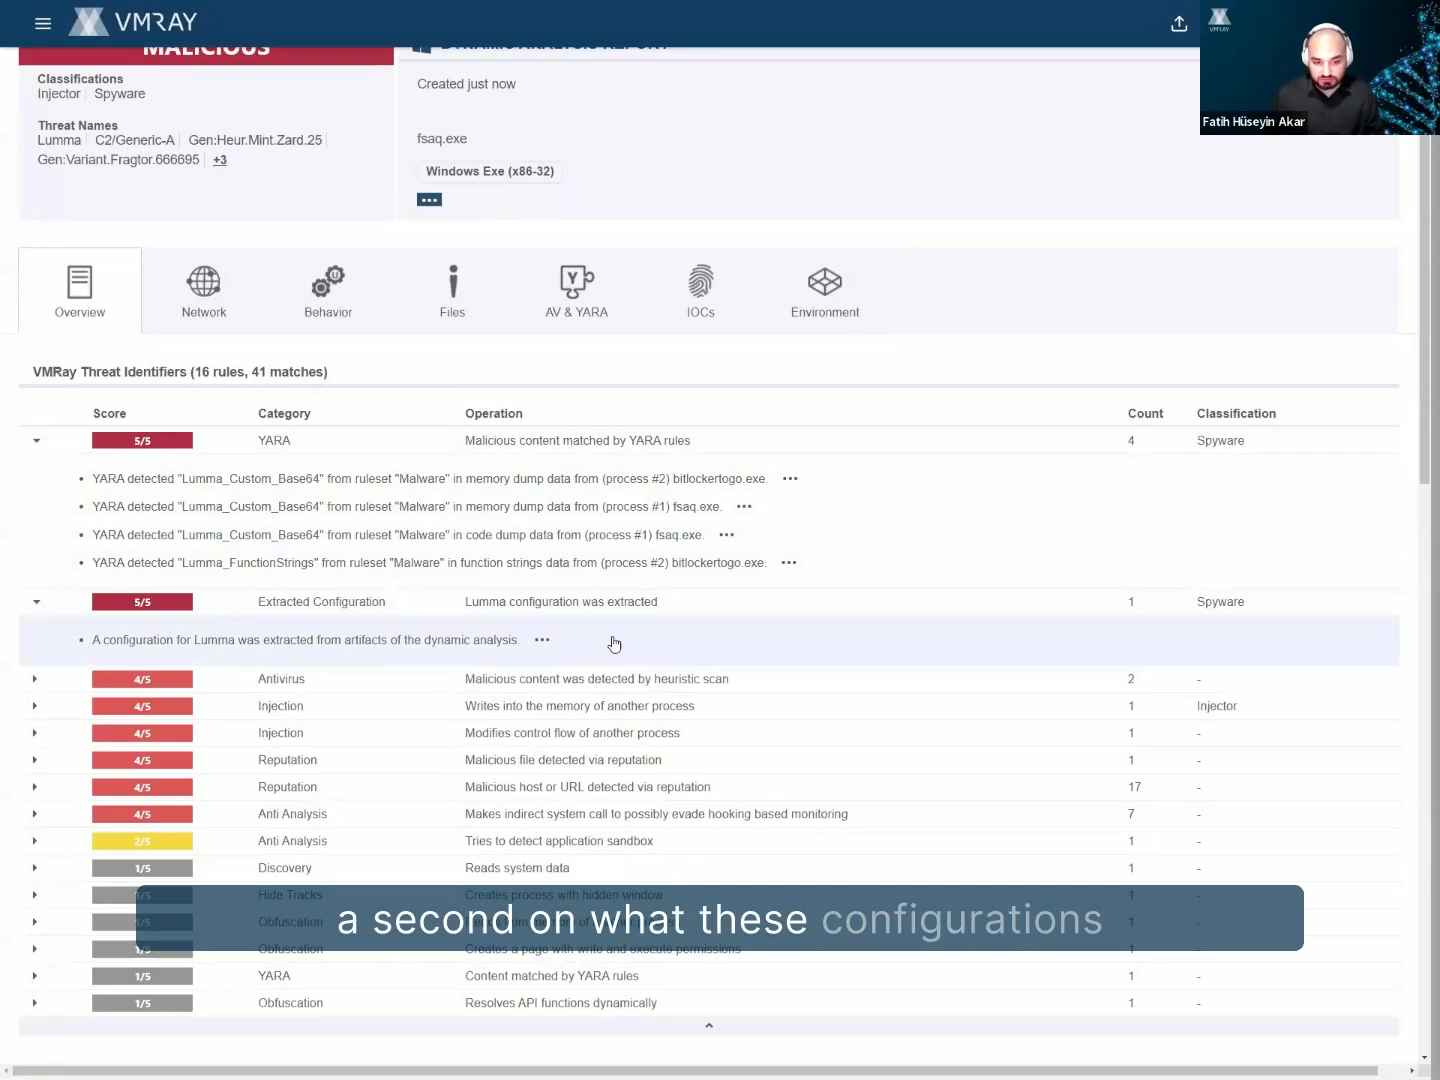 VMRAY
VMRAY
Fatih Hüseyin Akar
MALICIOUS
DYNAMIC ANALYSIS REPORT
Classifications
Injector | Spyware
Threat Names
Lumma | C2/Generic-A | Gen:Heur.Mint.Zard.25 |
Gen:Variant.Fragtor.666695 | +3
Created just now
fsaq.exe
Windows Exe (x86-32)
Overview
Network
Behavior
Files
AV & YARA
IOCs
Environment
VMRay Threat Identifiers (16 rules, 41 matches)
Score Category Operation Count Classification
5/5 YARA Malicious content matched by YARA rules 4 Spyware
• YARA detected "Lumma_Custom_Base64" from ruleset "Malware" in memory dump data from (process #2) bitlockertogo.exe. •••
• YARA detected "Lumma_Custom_Base64" from ruleset "Malware" in memory dump data from (process #1) fsaq.exe. •••
• YARA detected "Lumma_Custom_Base64" from ruleset "Malware" in code dump data from (process #1) fsaq.exe. •••
• YARA detected "Lumma_FunctionStrings" from ruleset "Malware" in function strings data from (process #2) bitlockertogo.exe. •••
5/5 Extracted Configuration Lumma configuration was extracted 1 Spyware
• A configuration for Lumma was extracted from artifacts of the dynamic analysis. •••
4/5 Antivirus Malicious content was detected by heuristic scan 2 -
4/5 Injection Writes into the memory of another process 1 Injector
4/5 Injection Modifies control flow of another process 1 -
4/5 Reputation Malicious file detected via reputation 1 -
4/5 Reputation Malicious host or URL detected via reputation 17 -
4/5 Anti Analysis Makes indirect system call to possibly evade hooking based monitoring 7 -
2/5 Anti Analysis Tries to detect application sandbox 1 -
1/5 Discovery Reads system data 1 -
1/5 Hide Tracks Creates process with hidden window
Obfuscation
1/5 Obfuscation Creates a page with write and execute permissions
a second on what these configurations
1/5 YARA Content matched by YARA rules 1 -
1/5 Obfuscation Resolves API functions dynamically 1 -